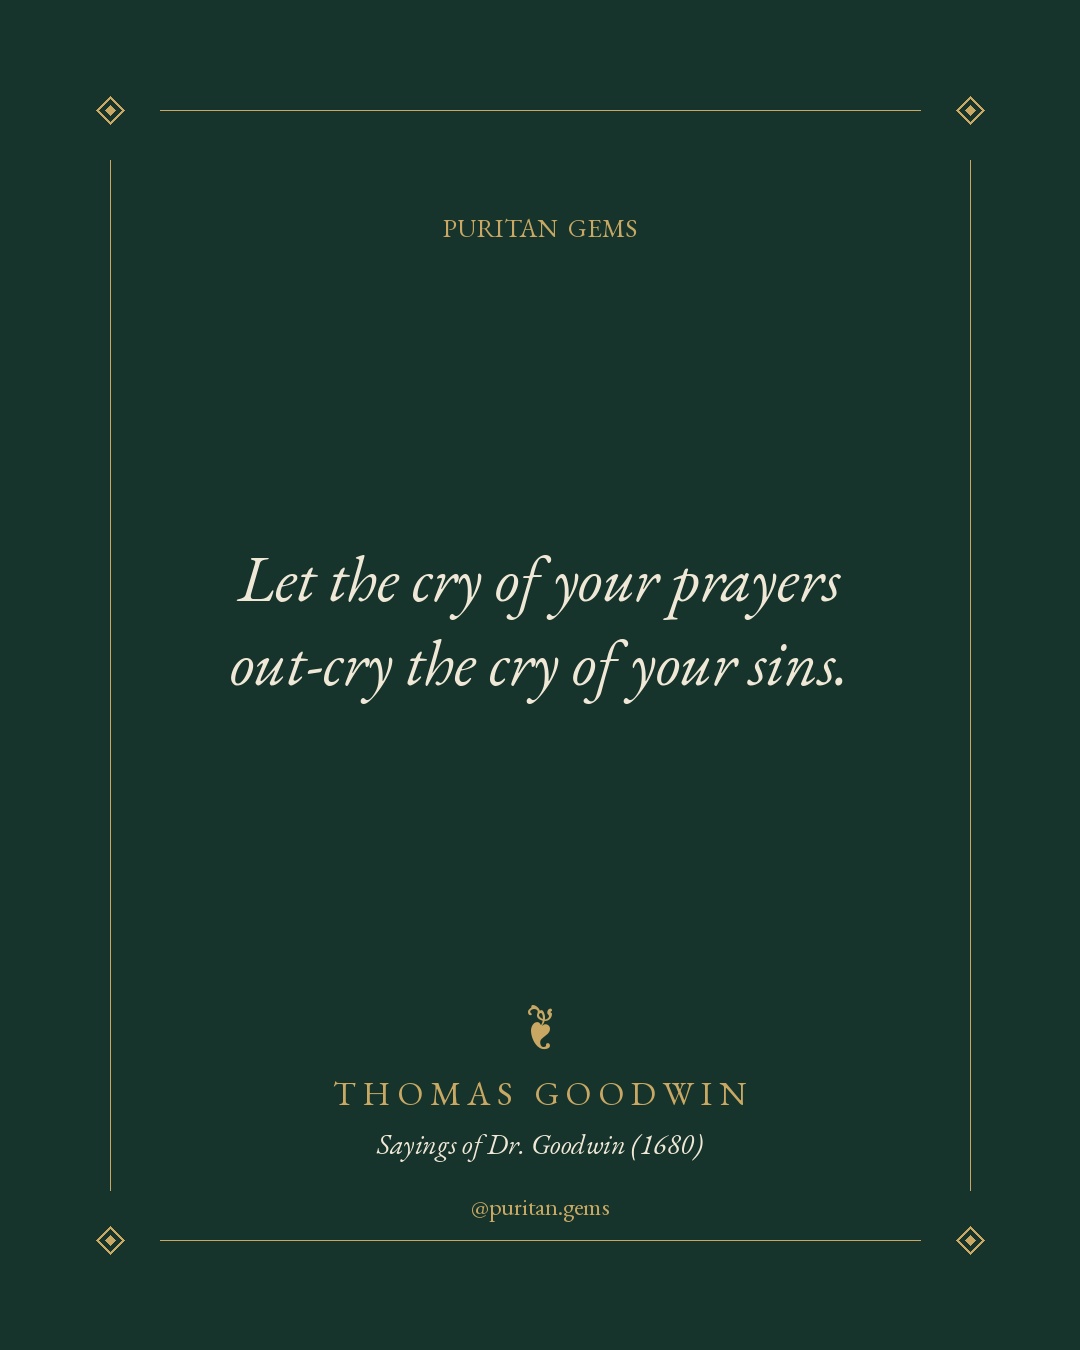 PURITAN GEMS
Let the cry of your prayers
out-cry the cry of your sins.
THOMAS GOODWIN
Sayings of Dr. Goodwin (1680)
@puritan.gems